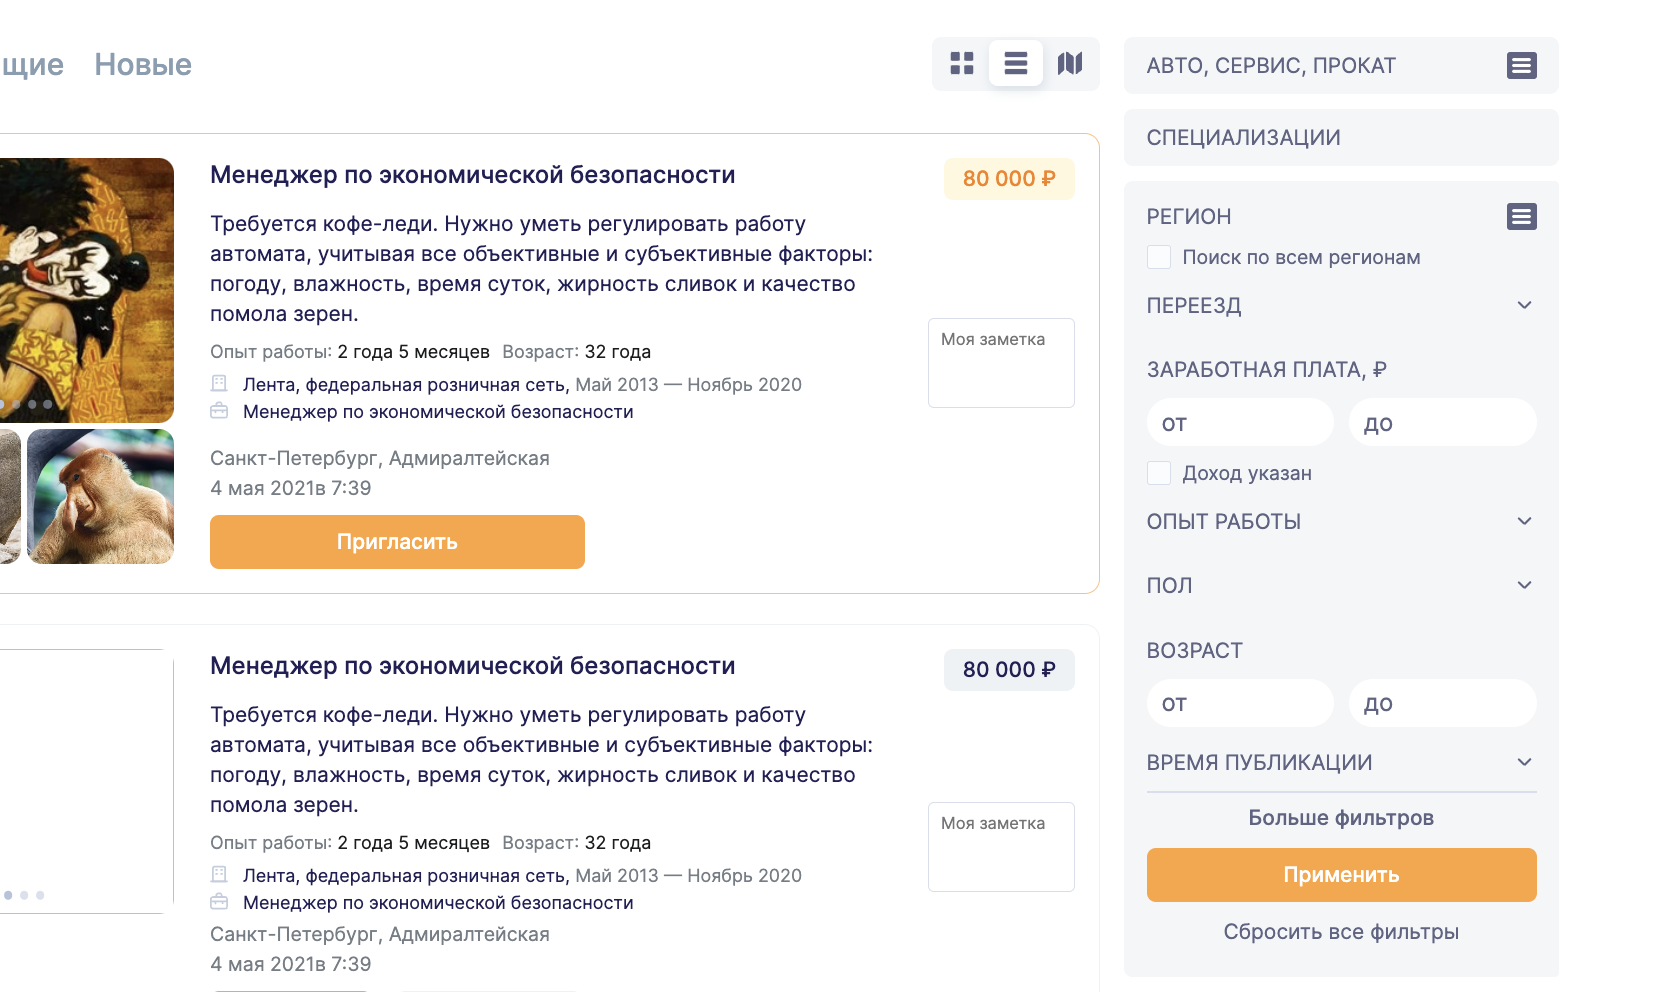 щие Новые
Менеджер по экономической безопасности
80 000 ₽
Требуется кофе-леди. Нужно уметь регулировать работу
автомата, учитывая все объективные и субъективные факторы:
погоду, влажность, время суток, жирность сливок и качество
помола зерен.
Моя заметка
Опыт работы: 2 года 5 месяцев Возраст: 32 года
Лента, федеральная розничная сеть, Май 2013 — Ноябрь 2020
Менеджер по экономической безопасности
Санкт-Петербург, Адмиралтейская
4 мая 2021в 7:39
Пригласить
Менеджер по экономической безопасности
80 000 ₽
Требуется кофе-леди. Нужно уметь регулировать работу
автомата, учитывая все объективные и субъективные факторы:
погоду, влажность, время суток, жирность сливок и качество
помола зерен.
Моя заметка
Опыт работы: 2 года 5 месяцев Возраст: 32 года
Лента, федеральная розничная сеть, Май 2013 — Ноябрь 2020
Менеджер по экономической безопасности
Санкт-Петербург, Адмиралтейская
4 мая 2021в 7:39
АВТО, СЕРВИС, ПРОКАТ
СПЕЦИАЛИЗАЦИИ
РЕГИОН
Поиск по всем регионам
ПЕРЕЕЗД
ЗАРАБОТНАЯ ПЛАТА, ₽
от до
Доход указан
ОПЫТ РАБОТЫ
ПОЛ
ВОЗРАСТ
от до
ВРЕМЯ ПУБЛИКАЦИИ
Больше фильтров
Применить
Сбросить все фильтры